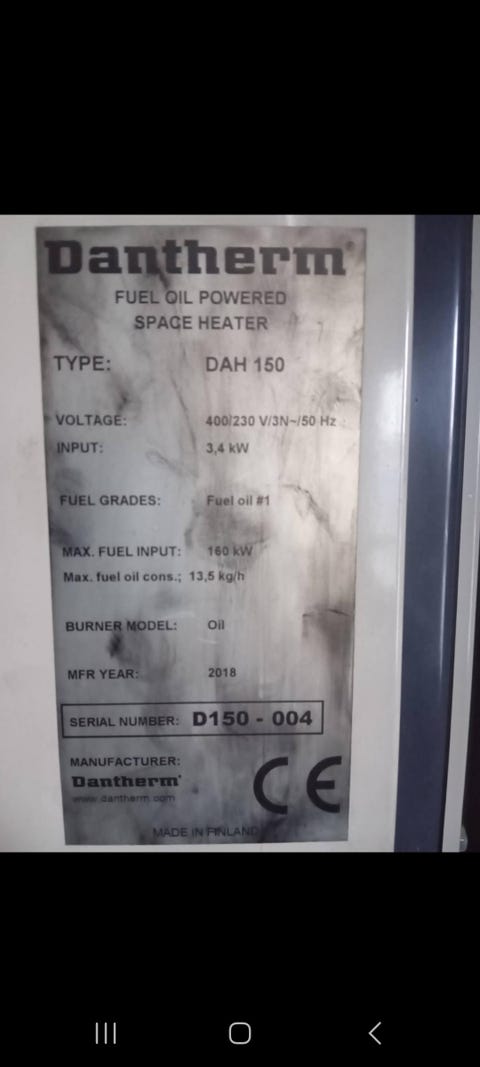 Dantherm®
FUEL OIL POWERED
SPACE HEATER
TYPE: DAH 150
VOLTAGE: 400/230 V/3N~/50 Hz
INPUT: 3,4 kW
FUEL GRADES: Fuel oil #1
MAX. FUEL INPUT: 160 kW
Max. fuel oil cons.; 13,5 kg/h
BURNER MODEL: Oil
MFR YEAR: 2018
SERIAL NUMBER: D150 - 004
MANUFACTURER:
Dantherm®
www.dantherm.com
CE
MADE IN FINLAND